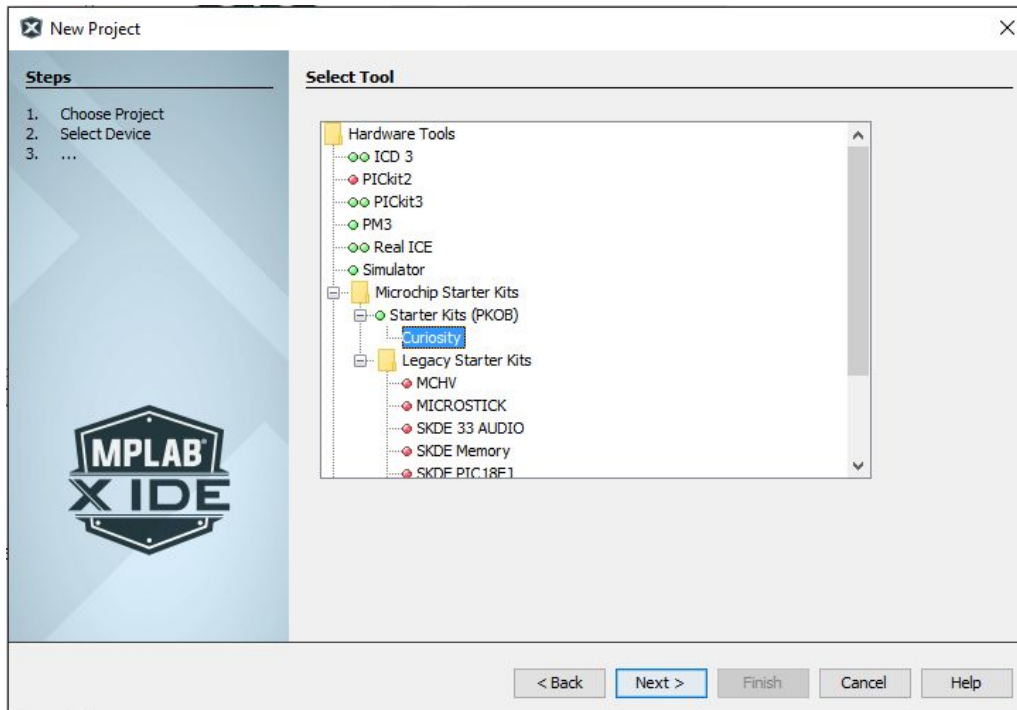 New Project
Steps
1. Choose Project
2. Select Device
3. ...
MPLAB
X IDE
Select Tool
Hardware Tools
ICD 3
PICkit2
PICkit3
PM3
Real ICE
Simulator
Microchip Starter Kits
Starter Kits (PKOB)
Curiosity
Legacy Starter Kits
MCHV
MICROSTICK
SKDE 33 AUDIO
SKDE Memory
SKDE PIC18F1
< Back Next > Finish Cancel Help